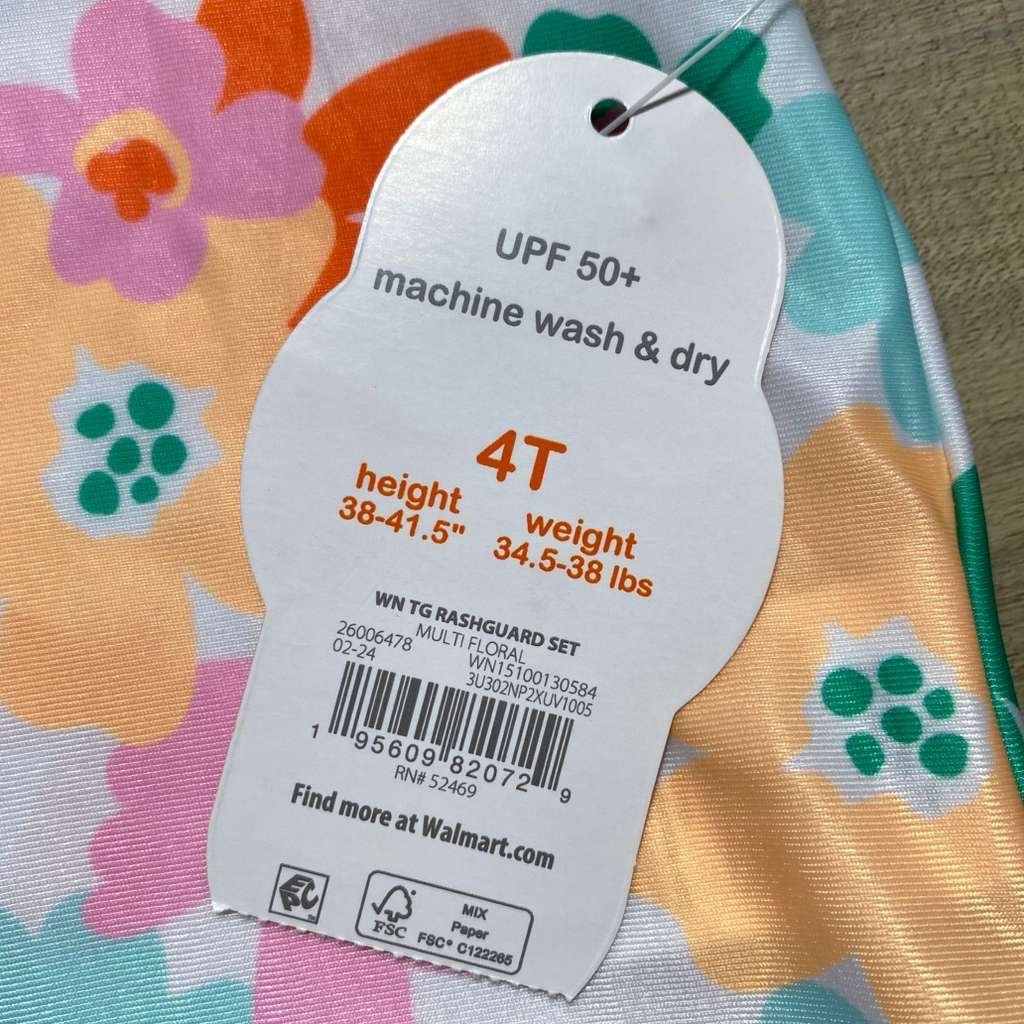 UPF 50+
machine wash & dry
4T
height
38-41.5"
weight
34.5-38 lbs
WN TG RASHGUARD SET
MULTI FLORAL
26006478
WN15100130584
02-24
3U302NP2XUV1005
1 95609 82072 9
RN# 52469
Find more at Walmart.com
EPC
TM
FSC
MIX
Paper
FSC® C122265